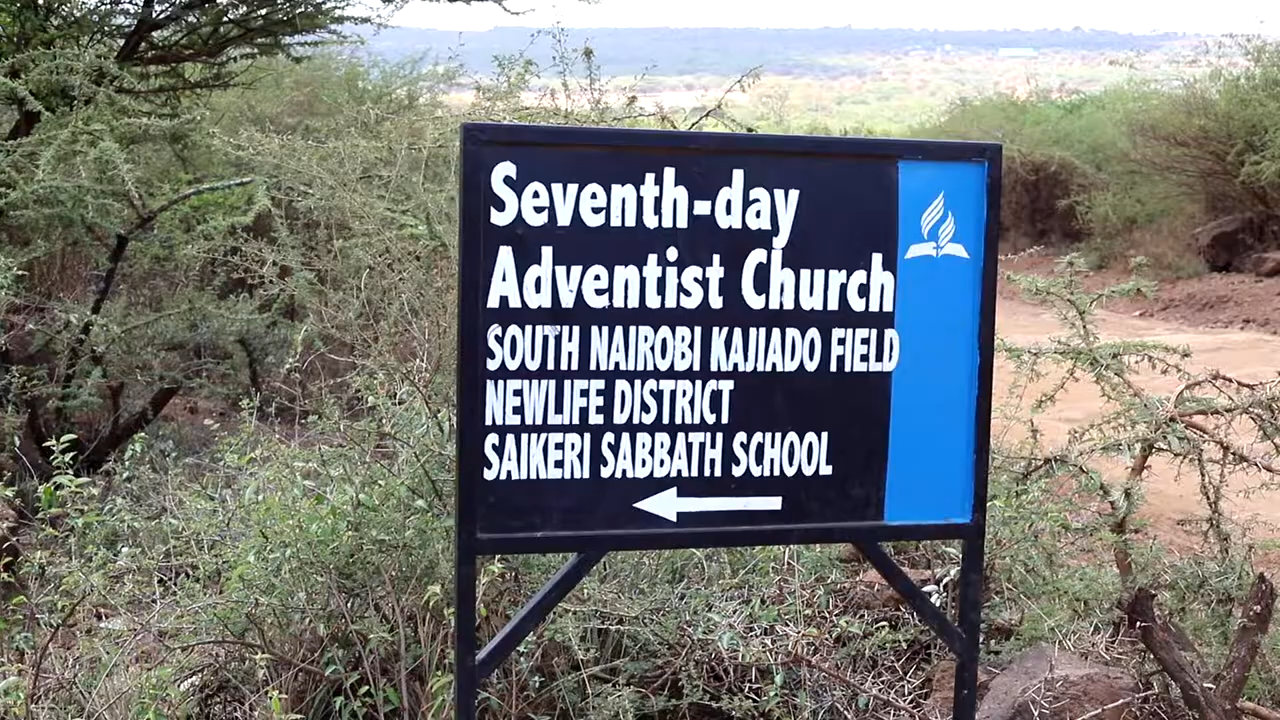 Seventh-day
Adventist Church
SOUTH NAIROBI KAJIADO FIELD
NEWLIFE DISTRICT
SAIKERI SABBATH SCHOOL